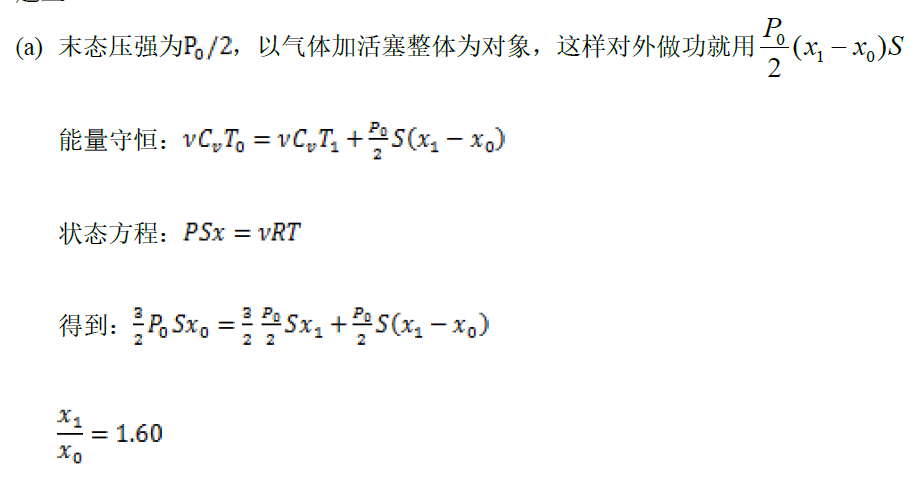 (a) 末态压强为P₀/2，以气体加活塞整体为对象，这样对外做功就用 P₀/2 (x₁ − x₀)S
能量守恒：νCᵥT₀ = νCᵥT₁ + P₀/2 S(x₁ − x₀)
状态方程：PSx = νRT
得到：3/2 P₀Sx₀ = 3/2 P₀/2 Sx₁ + P₀/2 S(x₁ − x₀)
x₁/x₀ = 1.60